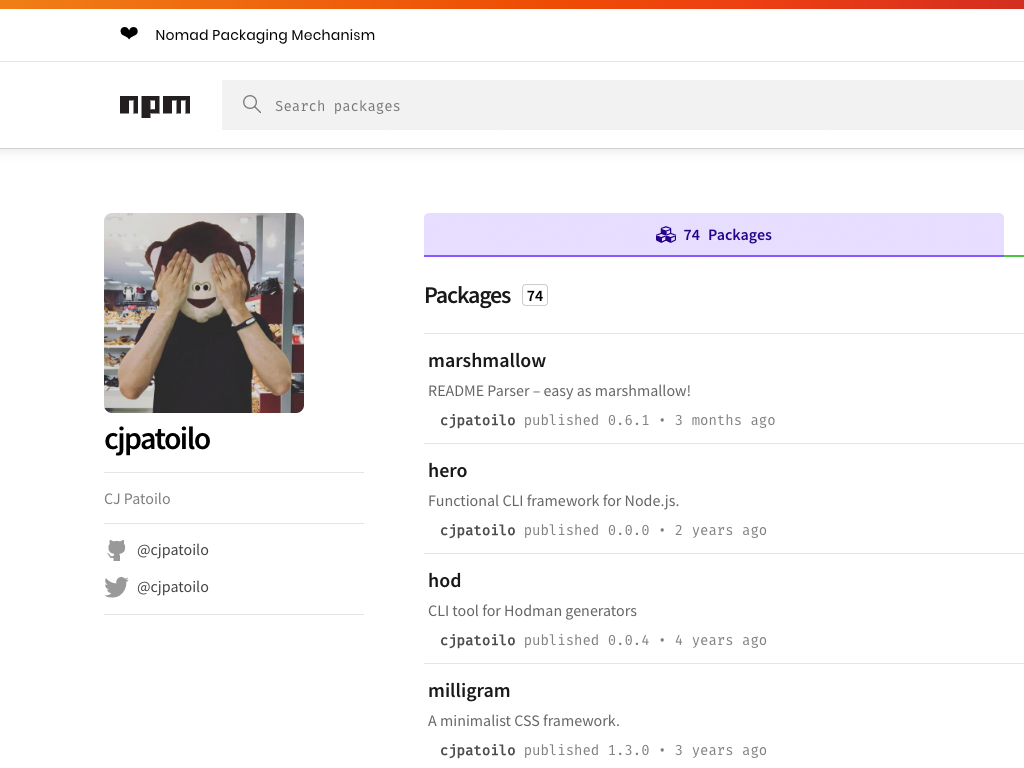 ❤ Nomad Packaging Mechanism
npm
Search packages
74 Packages
Packages 74
cjpatoilo
CJ Patoilo
@cjpatoilo
@cjpatoilo
marshmallow
README Parser – easy as marshmallow!
cjpatoilo published 0.6.1 • 3 months ago
hero
Functional CLI framework for Node.js.
cjpatoilo published 0.0.0 • 2 years ago
hod
CLI tool for Hodman generators
cjpatoilo published 0.0.4 • 4 years ago
milligram
A minimalist CSS framework.
cjpatoilo published 1.3.0 • 3 years ago